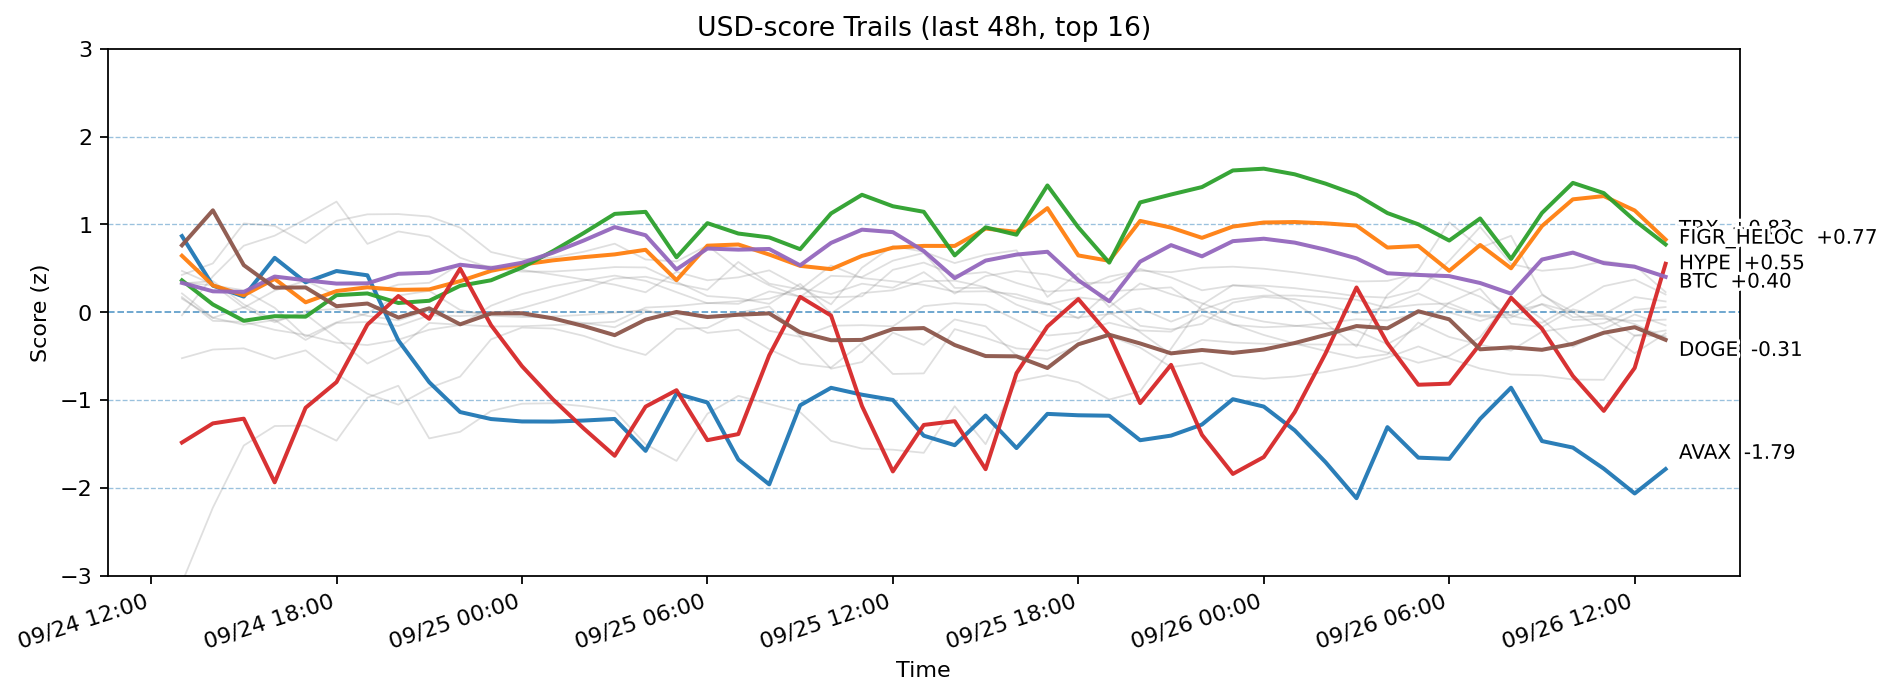 USD-score Trails (last 48h, top 16)
Score (z)
3
2
1
0
−1
−2
−3
FIGR_HELOC +0.77
HYPE +0.55
BTC +0.40
DOGE -0.31
AVAX -1.79
09/24 12:00
09/24 18:00
09/25 00:00
09/25 06:00
09/25 12:00
09/25 18:00
09/26 00:00
09/26 06:00
09/26 12:00
Time